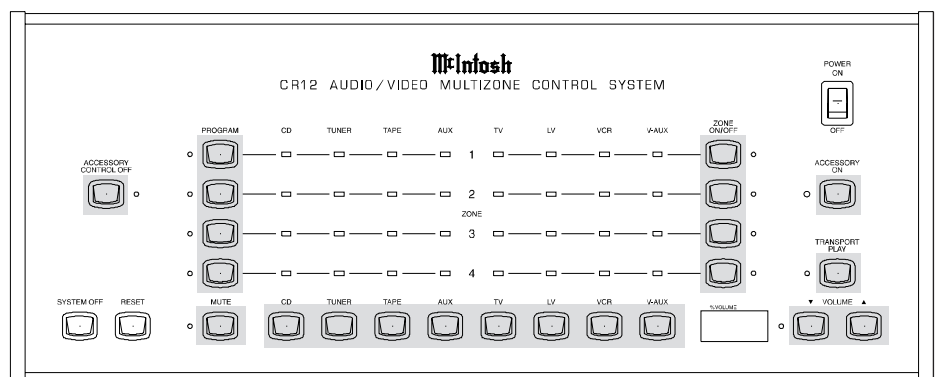 McIntosh
CR12 AUDIO/VIDEO MULTIZONE CONTROL SYSTEM
POWER
ON
OFF
PROGRAM CD TUNER TAPE AUX TV LV VCR V-AUX ZONE ON/OFF
1
ACCESSORY
CONTROL OFF
ACCESSORY
ON
2
ZONE
3
TRANSPORT
PLAY
4
SYSTEM OFF RESET MUTE CD TUNER TAPE AUX TV LV VCR V-AUX %VOLUME ▼ VOLUME ▲